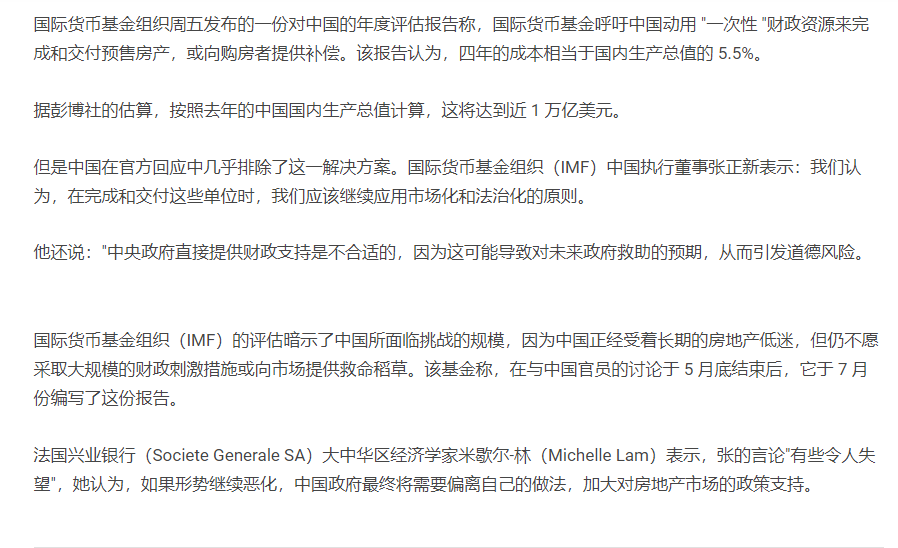 国际货币基金组织周五发布的一份对中国的年度评估报告称，国际货币基金呼吁中国动用 "一次性 "财政资源来完
成和交付预售房产，或向购房者提供补偿。该报告认为，四年的成本相当于国内生产总值的 5.5%。
据彭博社的估算，按照去年的中国国内生产总值计算，这将达到近 1 万亿美元。
但是中国在官方回应中几乎排除了这一解决方案。国际货币基金组织（IMF）中国执行董事张正新表示：我们认
为，在完成和交付这些单位时，我们应该继续应用市场化和法治化的原则。
他还说："中央政府直接提供财政支持是不合适的，因为这可能导致对未来政府救助的预期，从而引发道德风险。
国际货币基金组织（IMF）的评估暗示了中国所面临挑战的规模，因为中国正经受着长期的房地产低迷，但仍不愿
采取大规模的财政刺激措施或向市场提供救命稻草。该基金称，在与中国官员的讨论于 5 月底结束后，它于 7 月
份编写了这份报告。
法国兴业银行（Societe Generale SA）大中华区经济学家米歇尔-林（Michelle Lam）表示，张的言论"有些令人失
望"，她认为，如果形势继续恶化，中国政府最终将需要偏离自己的做法，加大对房地产市场的政策支持。